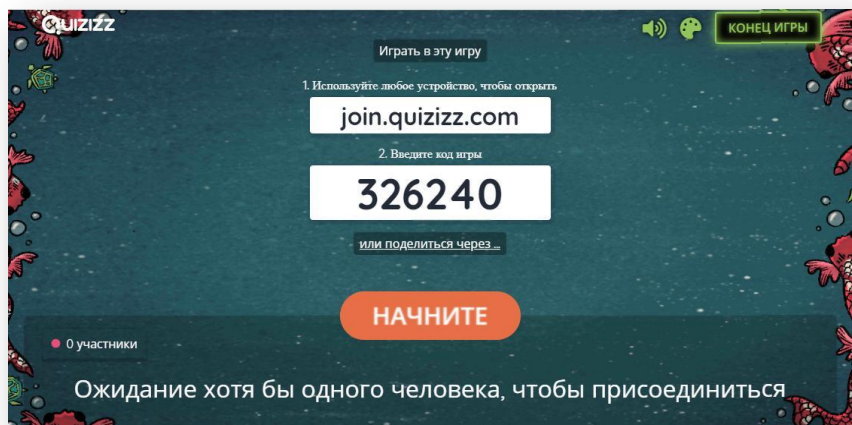 QUIZIZZ
КОНЕЦ ИГРЫ
Играть в эту игру
1. Используйте любое устройство, чтобы открыть
join.quizizz.com
2. Введите код игры
326240
или поделиться через ...
НАЧНИТЕ
0 участники
Ожидание хотя бы одного человека, чтобы присоединиться